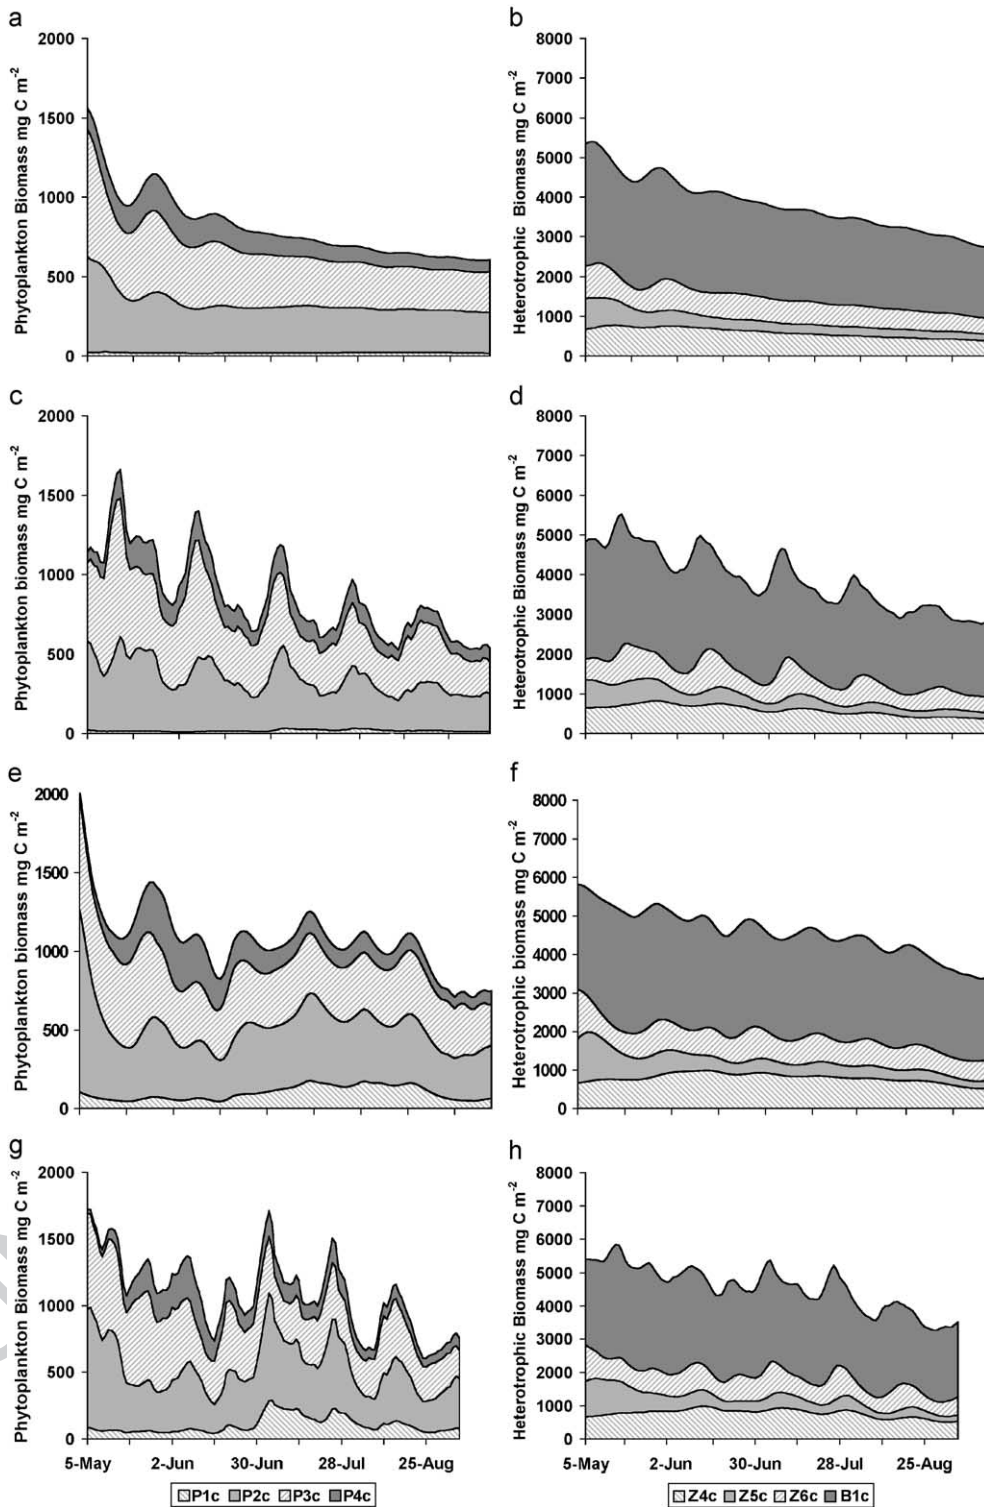 a
b
2000
1500
1000
500
0
Phytoplankton Biomass mg C m⁻²
8000
7000
6000
5000
4000
3000
2000
1000
0
Heterotrophic Biomass mg C m⁻²
c
d
2000
1500
1000
500
0
Phytoplankton biomass mg C m⁻²
8000
7000
6000
5000
4000
3000
2000
1000
0
Heterotrophic Biomass mg C m⁻²
e
f
2000
1500
1000
500
0
Phytoplankton biomass mg C m⁻²
8000
7000
6000
5000
4000
3000
2000
1000
0
Heterotrophic biomass mg C m⁻²
g
h
2000
1500
1000
500
0
Phytoplankton Biomass mg C m⁻²
5-May 2-Jun 30-Jun 28-Jul 25-Aug
8000
7000
6000
5000
4000
3000
2000
1000
0
Heterotrophic Biomass mg C m⁻²
5-May 2-Jun 30-Jun 28-Jul 25-Aug
P1c P2c P3c P4c
Z4c Z5c Z6c B1c